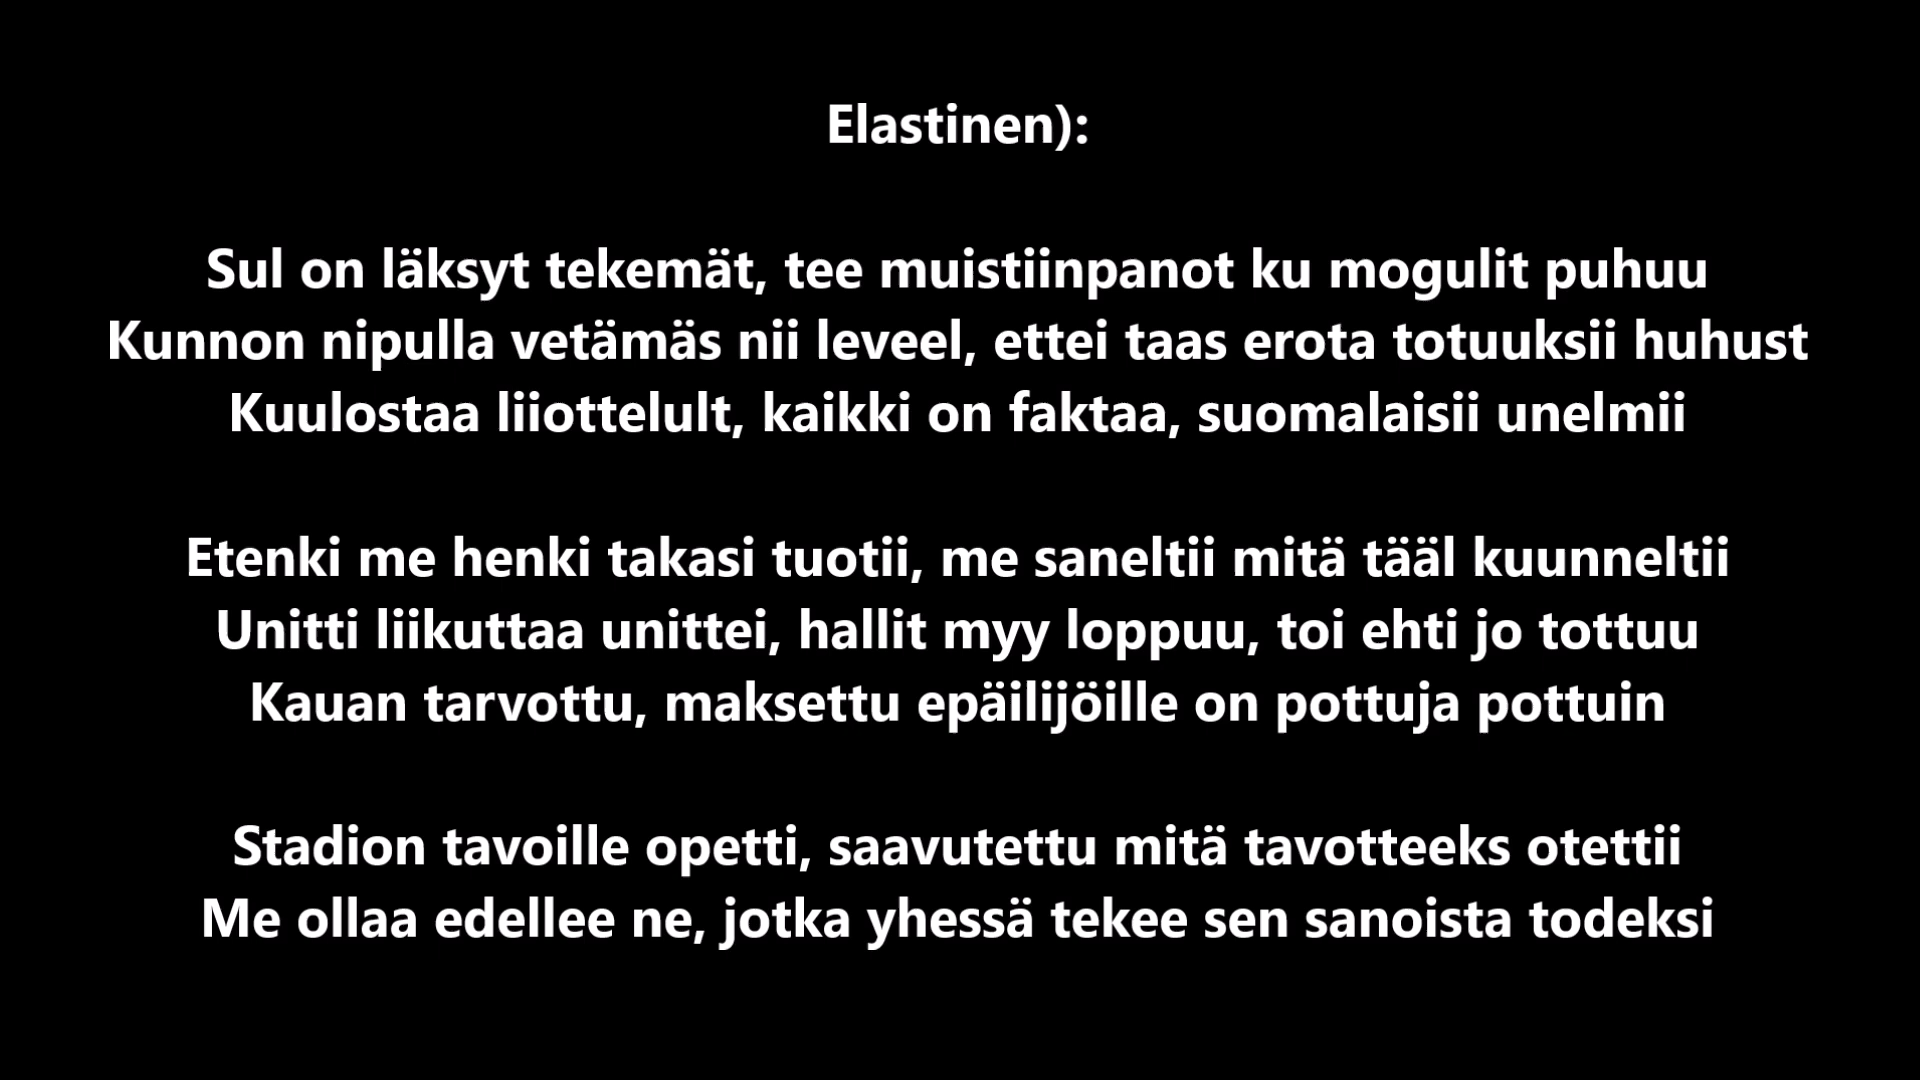 Elastinen):
Sul on läksyt tekemät, tee muistiinpanot ku mogulit puhuu
Kunnon nipulla vetämäs nii leveel, ettei taas erota totuuksii huhust
Kuulostaa liiottelult, kaikki on faktaa, suomalaisii unelmii
Etenki me henki takasi tuotii, me saneltii mitä tääl kuunneltii
Unitti liikuttaa unittei, hallit myy loppuu, toi ehti jo tottuu
Kauan tarvottu, maksettu epäilijöille on pottuja pottuin
Stadion tavoille opetti, saavutettu mitä tavotteeks otettii
Me ollaa edellee ne, jotka yhessä tekee sen sanoista todeksi